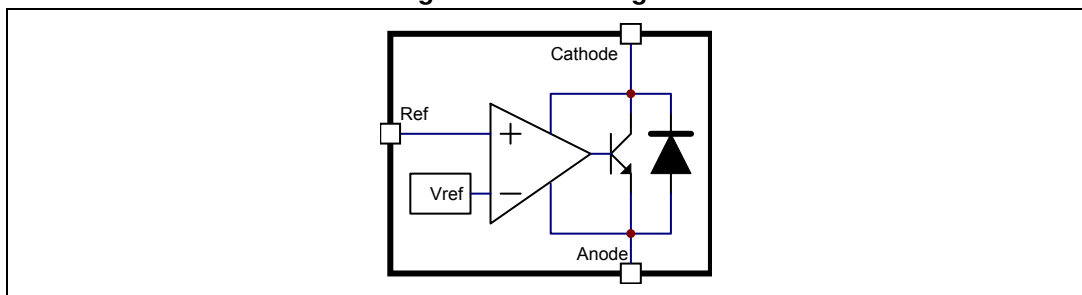 Cathode
Ref
+
Vref
−
Anode